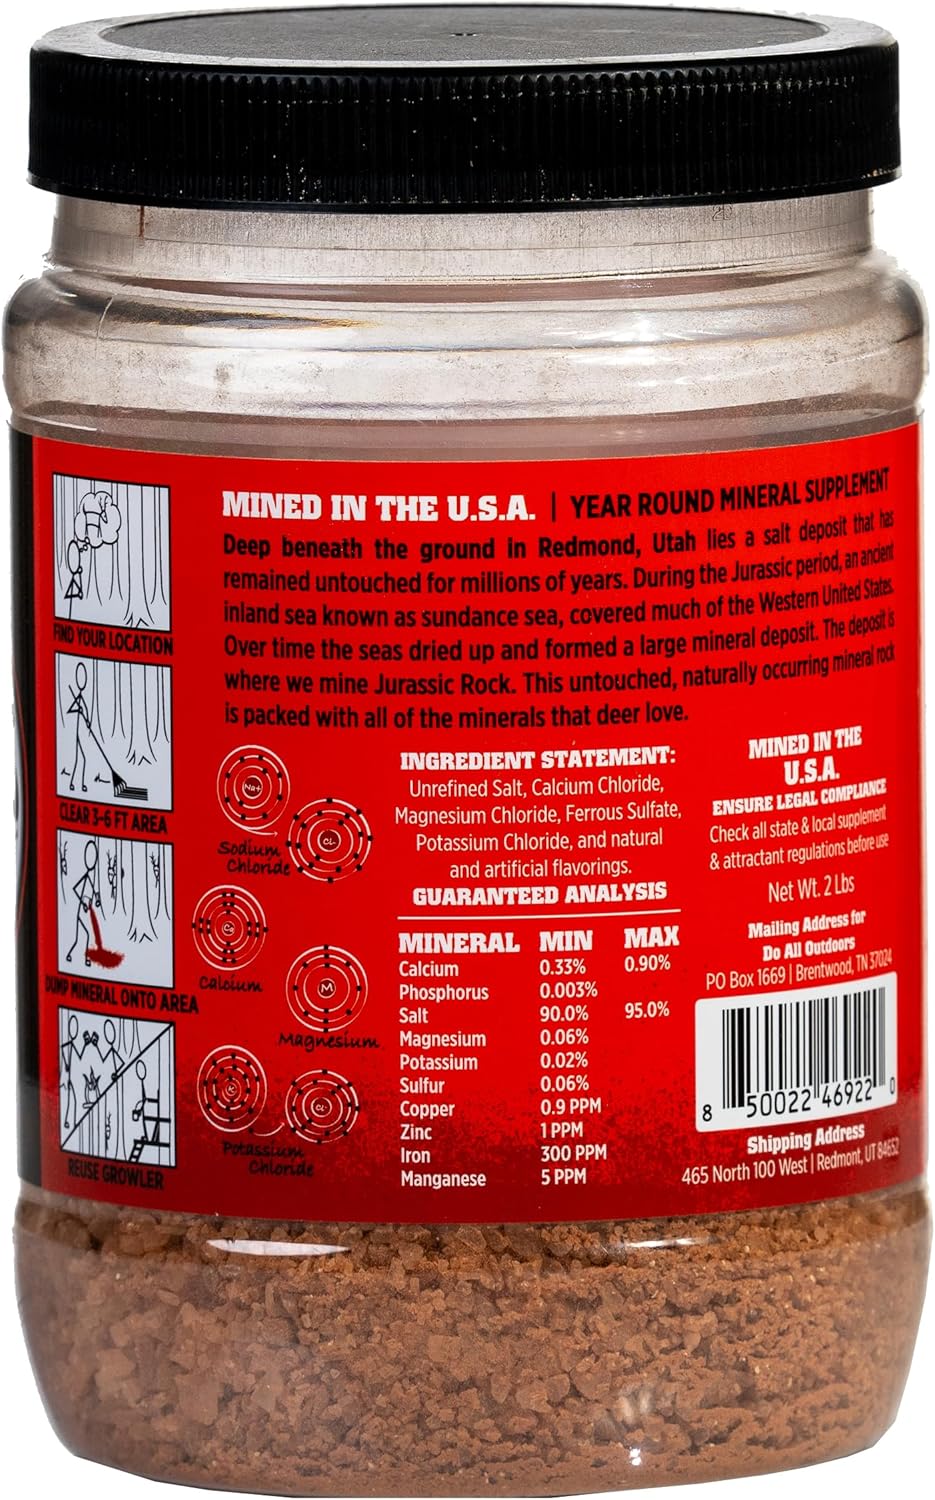 MINED IN THE U.S.A. | YEAR ROUND MINERAL SUPPLEMENT
Deep beneath the ground in Redmond, Utah lies a salt deposit that has
remained untouched for millions of years. During the Jurassic period, an ancient
inland sea known as sundance sea, covered much of the Western United States.
Over time the seas dried up and formed a large mineral deposit. The deposit is
where we mine Jurassic Rock. This untouched, naturally occurring mineral rock
is packed with all of the minerals that deer love.
FIND YOUR LOCATION
CLEAR 3-6 FT AREA
DUMP MINERAL ONTO AREA
REUSE GROWLER
Na+
Cl-
Sodium
Chloride
Ca
Calcium
M
Magnesium
K
CL-
Potassium
Chloride
INGREDIENT STATEMENT:
Unrefined Salt, Calcium Chloride,
Magnesium Chloride, Ferrous Sulfate,
Potassium Chloride, and natural
and artificial flavorings.
GUARANTEED ANALYSIS
MINERAL MIN MAX
Calcium 0.33% 0.90%
Phosphorus 0.003%
Salt 90.0% 95.0%
Magnesium 0.06%
Potassium 0.02%
Sulfur 0.06%
Copper 0.9 PPM
Zinc 1 PPM
Iron 300 PPM
Manganese 5 PPM
MINED IN THE
U.S.A.
ENSURE LEGAL COMPLIANCE
Check all state & local supplement
& attractant regulations before use
Net Wt. 2 Lbs
Mailing Address for
Do All Outdoors
PO Box 1669 | Brentwood, TN 37024
8 50022 46922 0
Shipping Address
465 North 100 West | Redmont, UT 84652